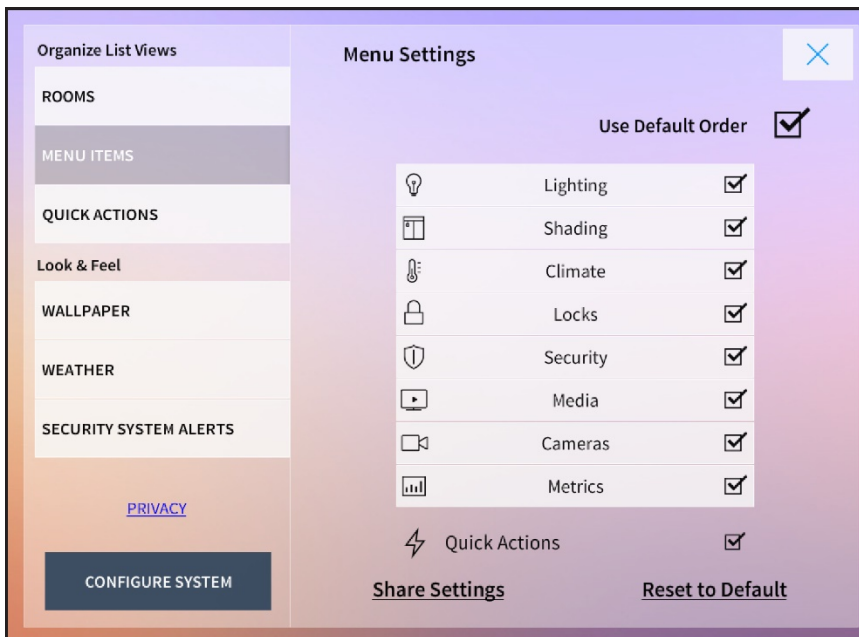 Organize List Views
ROOMS
MENU ITEMS
QUICK ACTIONS
Look & Feel
WALLPAPER
WEATHER
SECURITY SYSTEM ALERTS
PRIVACY
CONFIGURE SYSTEM
Menu Settings
Use Default Order
Lighting
Shading
Climate
Locks
Security
Media
Cameras
Metrics
Quick Actions
Share Settings
Reset to Default